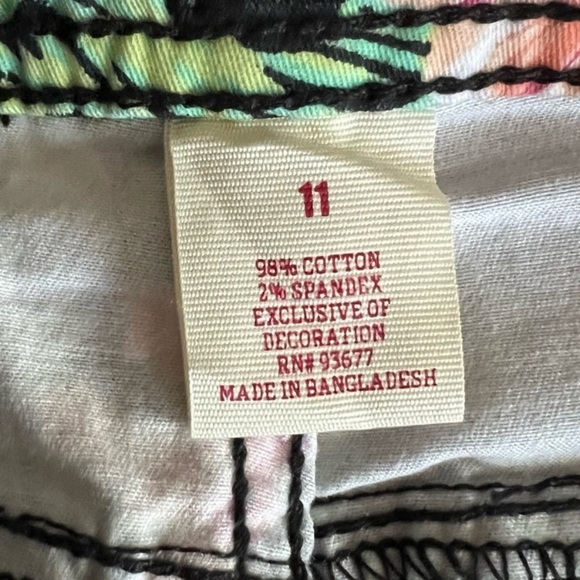 11
98% COTTON
2% SPANDEX
EXCLUSIVE OF
DECORATION
RN# 93677
MADE IN BANGLADESH